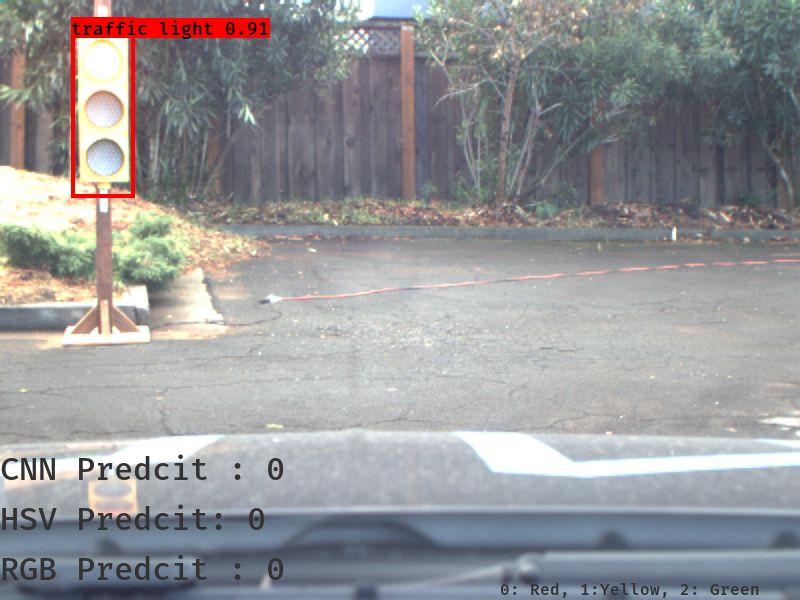 traffic light 0.91
CNN Predcit : 0
HSV Predcit: 0
RGB Predcit : 0
0: Red, 1:Yellow, 2: Green